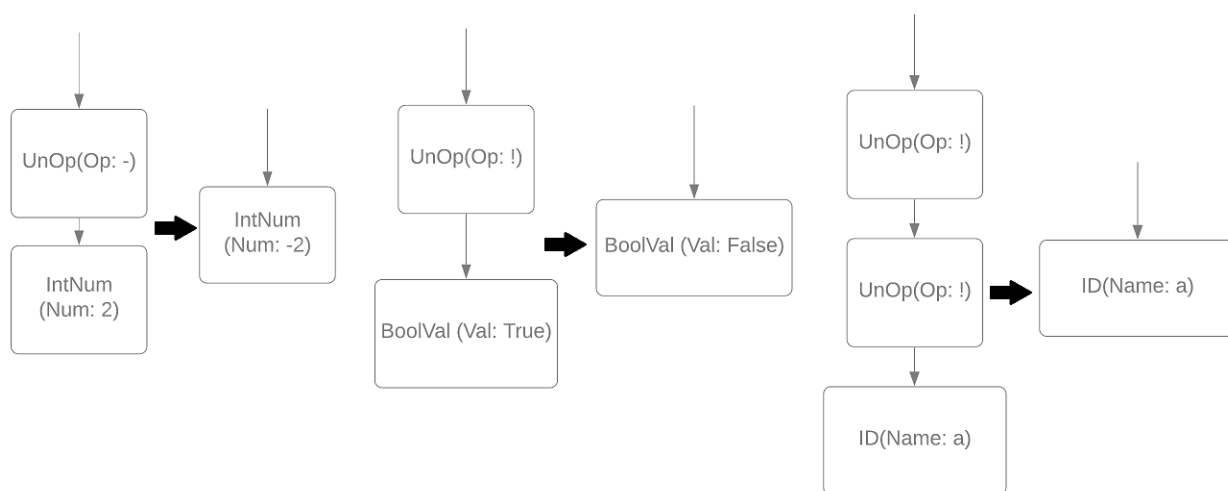 UnOp(Op: -)
IntNum
(Num: 2)
IntNum
(Num: -2)
UnOp(Op: !)
BoolVal (Val: True)
BoolVal (Val: False)
UnOp(Op: !)
UnOp(Op: !)
ID(Name: a)
ID(Name: a)